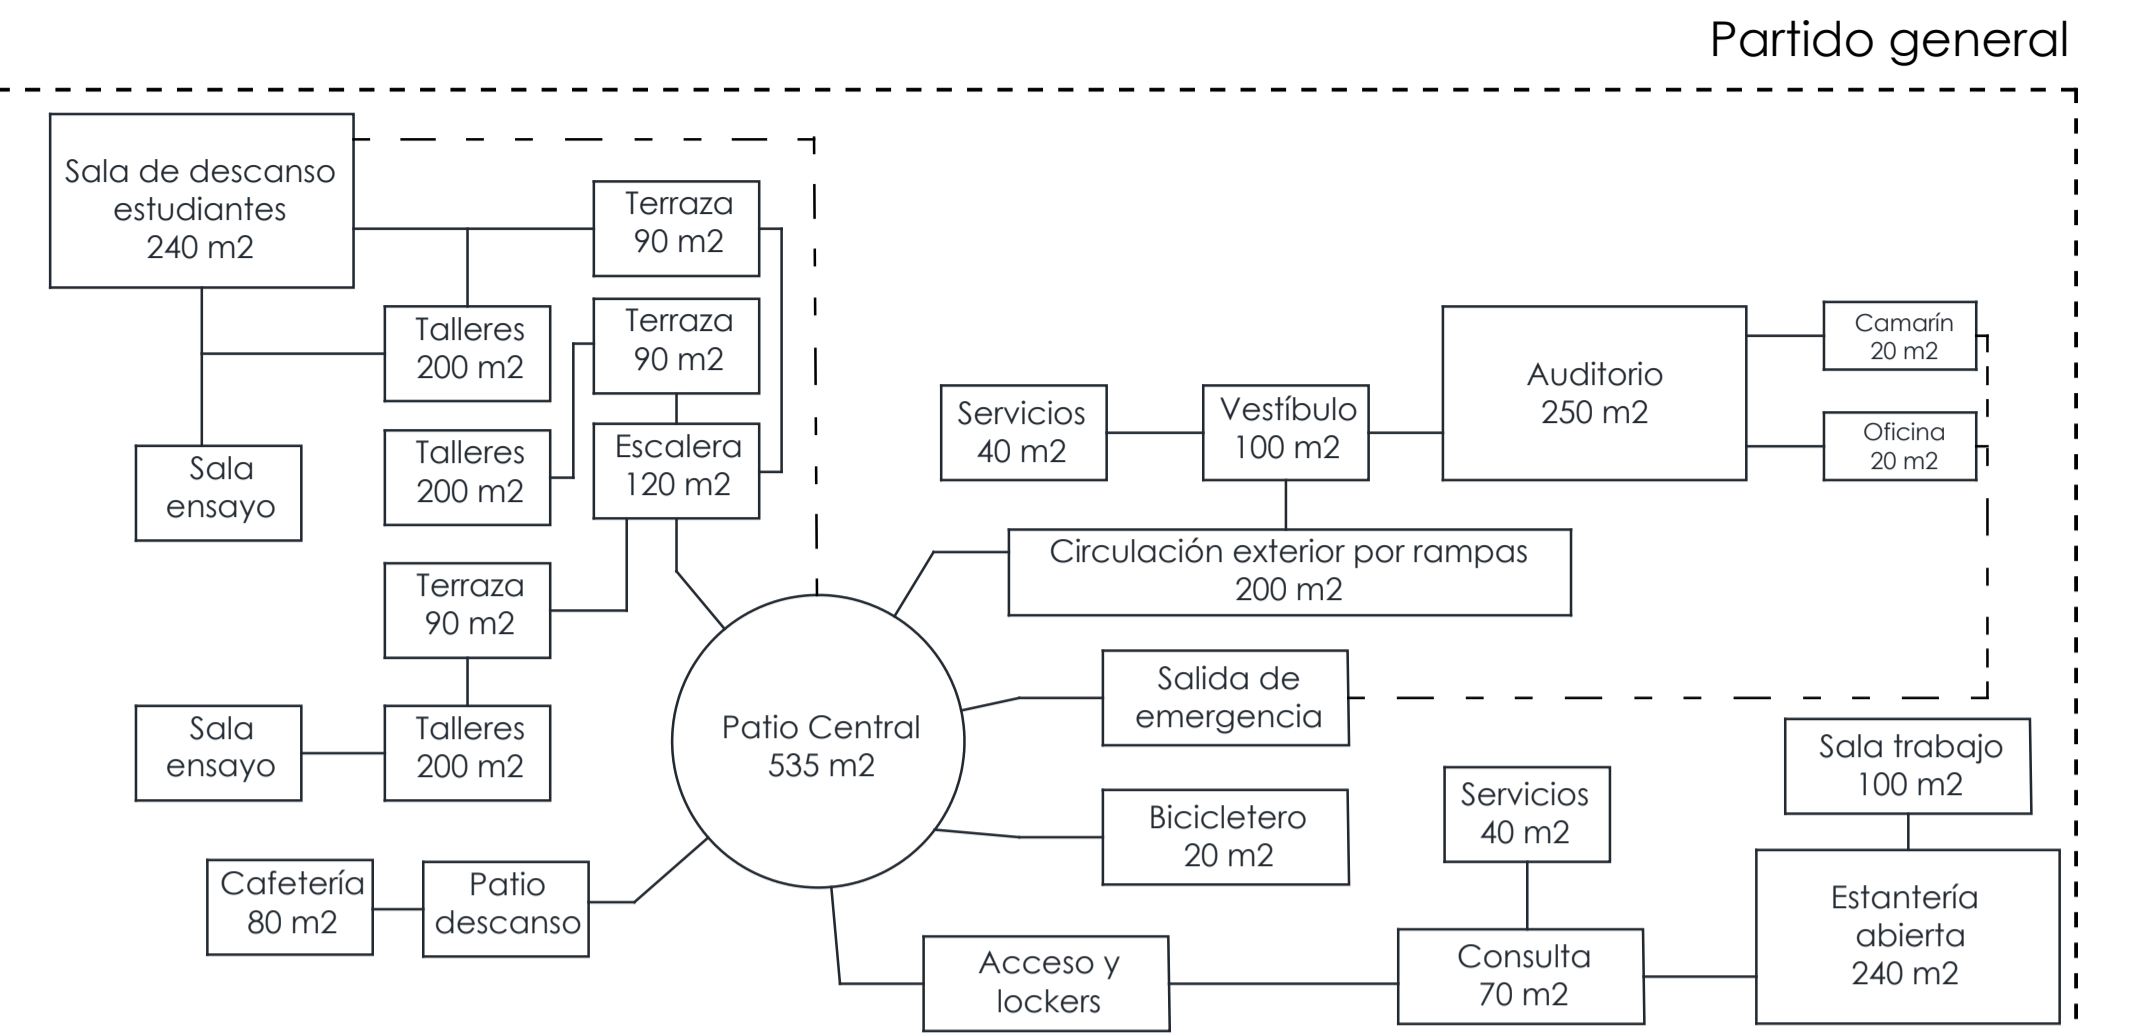 Partido general
Sala de descanso
estudiantes
240 m2
Terraza
90 m2
Talleres
200 m2
Terraza
90 m2
Talleres
200 m2
Escalera
120 m2
Sala
ensayo
Terraza
90 m2
Sala
ensayo
Talleres
200 m2
Cafetería
80 m2
Patio
descanso
Patio Central
535 m2
Servicios
40 m2
Vestíbulo
100 m2
Auditorio
250 m2
Camarín
20 m2
Oficina
20 m2
Circulación exterior por rampas
200 m2
Salida de
emergencia
Bicicletero
20 m2
Acceso y
lockers
Servicios
40 m2
Consulta
70 m2
Sala trabajo
100 m2
Estantería
abierta
240 m2